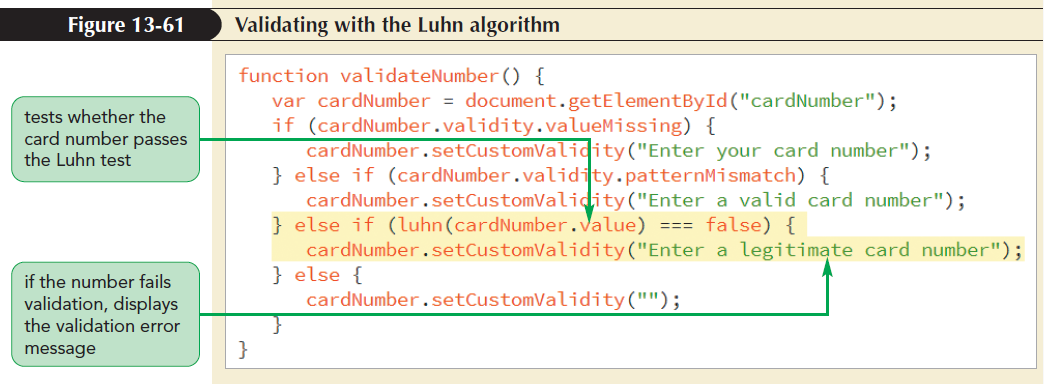 Figure 13-61 Validating with the Luhn algorithm
tests whether the
card number passes
the Luhn test
if the number fails
validation, displays
the validation error
message
function validateNumber() {
   var cardNumber = document.getElementById("cardNumber");
   if (cardNumber.validity.valueMissing) {
      cardNumber.setCustomValidity("Enter your card number");
   } else if (cardNumber.validity.patternMismatch) {
      cardNumber.setCustomValidity("Enter a valid card number");
   } else if (luhn(cardNumber.value) === false) {
      cardNumber.setCustomValidity("Enter a legitimate card number");
   } else {
      cardNumber.setCustomValidity("");
   }
}